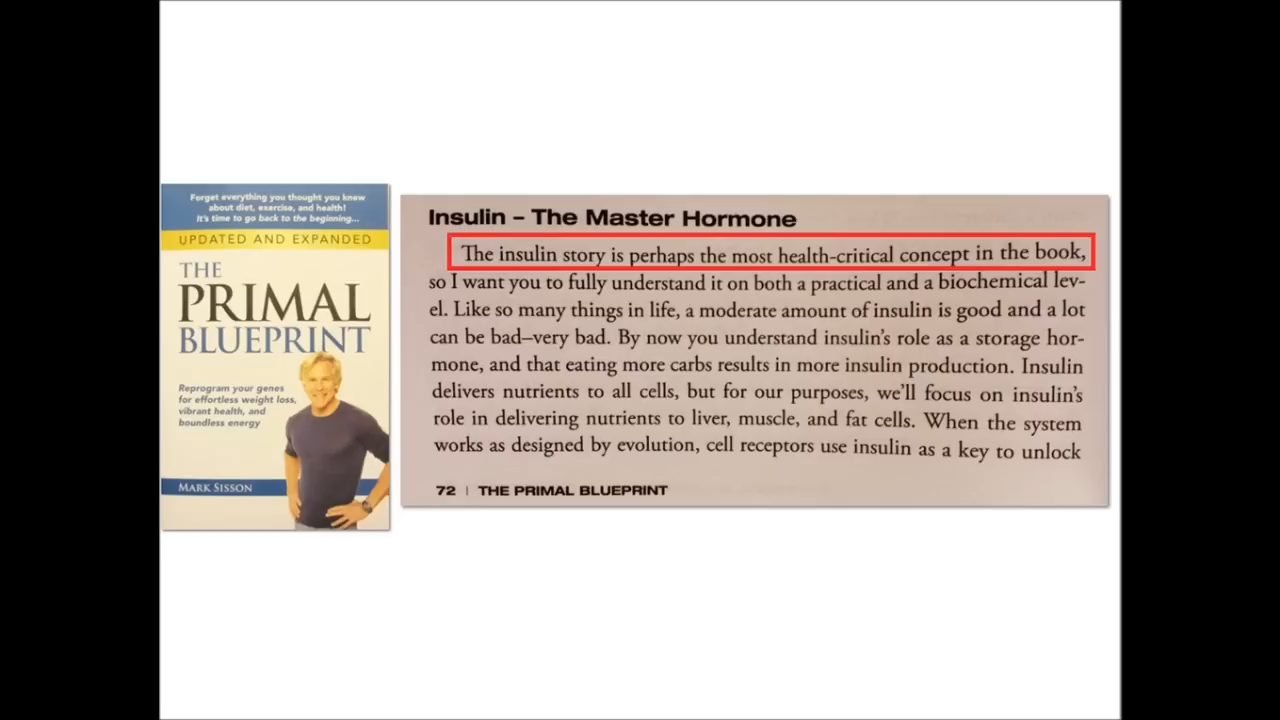 Forget everything you thought you knew
about diet, exercise, and health!
It's time to go back to the beginning...
UPDATED AND EXPANDED
THE
PRIMAL
BLUEPRINT
Reprogram your genes
for effortless weight loss,
vibrant health, and
boundless energy
MARK SISSON
Insulin – The Master Hormone
The insulin story is perhaps the most health-critical concept in the book,
so I want you to fully understand it on both a practical and a biochemical lev-
el. Like so many things in life, a moderate amount of insulin is good and a lot
can be bad–very bad. By now you understand insulin's role as a storage hor-
mone, and that eating more carbs results in more insulin production. Insulin
delivers nutrients to all cells, but for our purposes, we'll focus on insulin's
role in delivering nutrients to liver, muscle, and fat cells. When the system
works as designed by evolution, cell receptors use insulin as a key to unlock
72 | THE PRIMAL BLUEPRINT